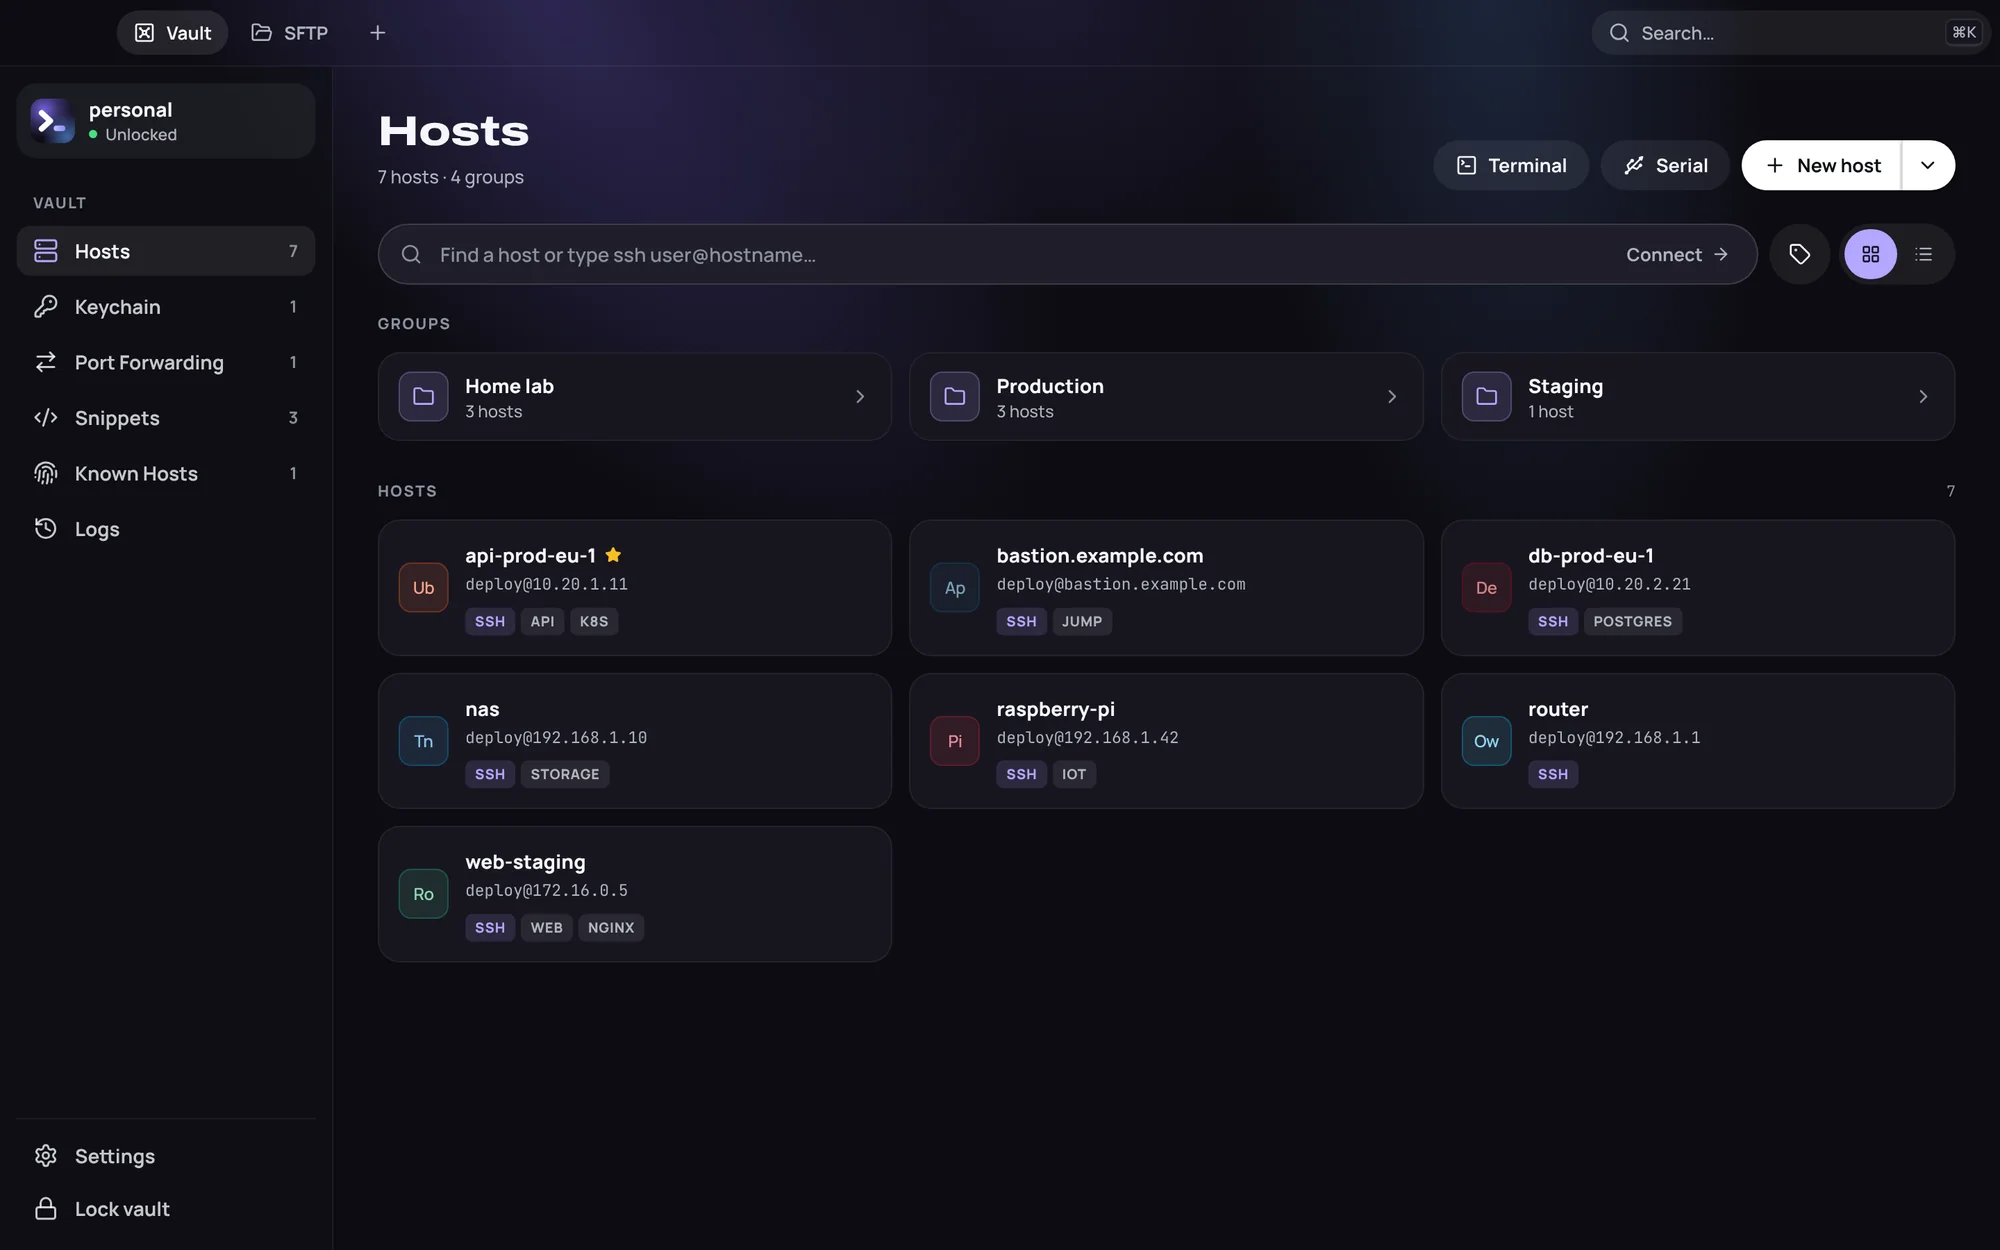 Vault
SFTP
Search…
⌘K
personal
Unlocked
VAULT
Hosts 7
Keychain 1
Port Forwarding 1
Snippets 3
Known Hosts 1
Logs
Settings
Lock vault
Hosts
7 hosts · 4 groups
Terminal
Serial
New host
Find a host or type ssh user@hostname…
Connect
GROUPS
Home lab
3 hosts
Production
3 hosts
Staging
1 host
HOSTS 7
Ub
api-prod-eu-1
deploy@10.20.1.11
SSH API K8S
Ap
bastion.example.com
deploy@bastion.example.com
SSH JUMP
De
db-prod-eu-1
deploy@10.20.2.21
SSH POSTGRES
Tn
nas
deploy@192.168.1.10
SSH STORAGE
Pi
raspberry-pi
deploy@192.168.1.42
SSH IOT
Ow
router
deploy@192.168.1.1
SSH
Ro
web-staging
deploy@172.16.0.5
SSH WEB NGINX